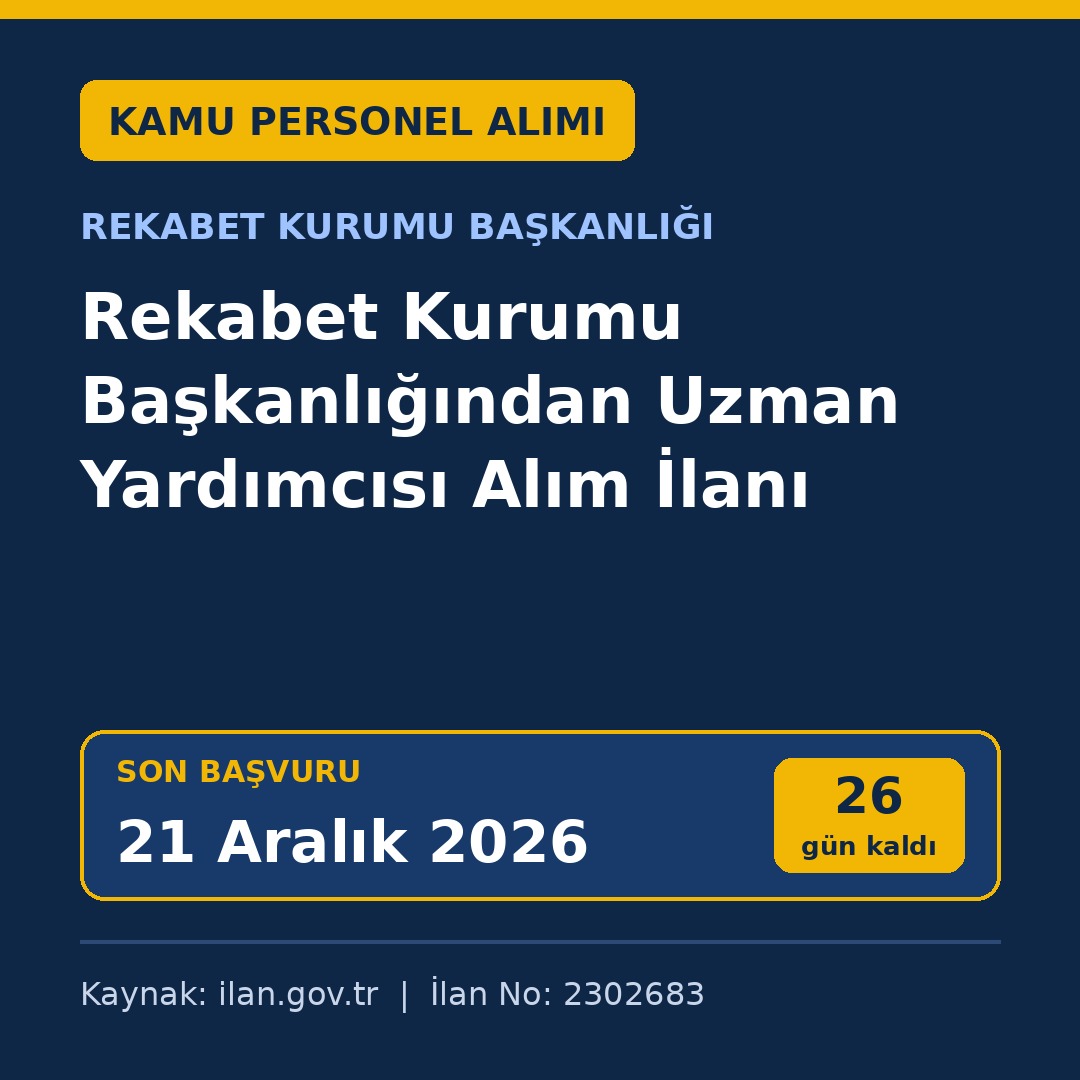 KAMU PERSONEL ALIMI
REKABET KURUMU BAŞKANLIĞI
Rekabet Kurumu
Başkanlığından Uzman
Yardımcısı Alım İlanı
SON BAŞVURU
21 Aralık 2026
26
gün kaldı
Kaynak: ilan.gov.tr | İlan No: 2302683